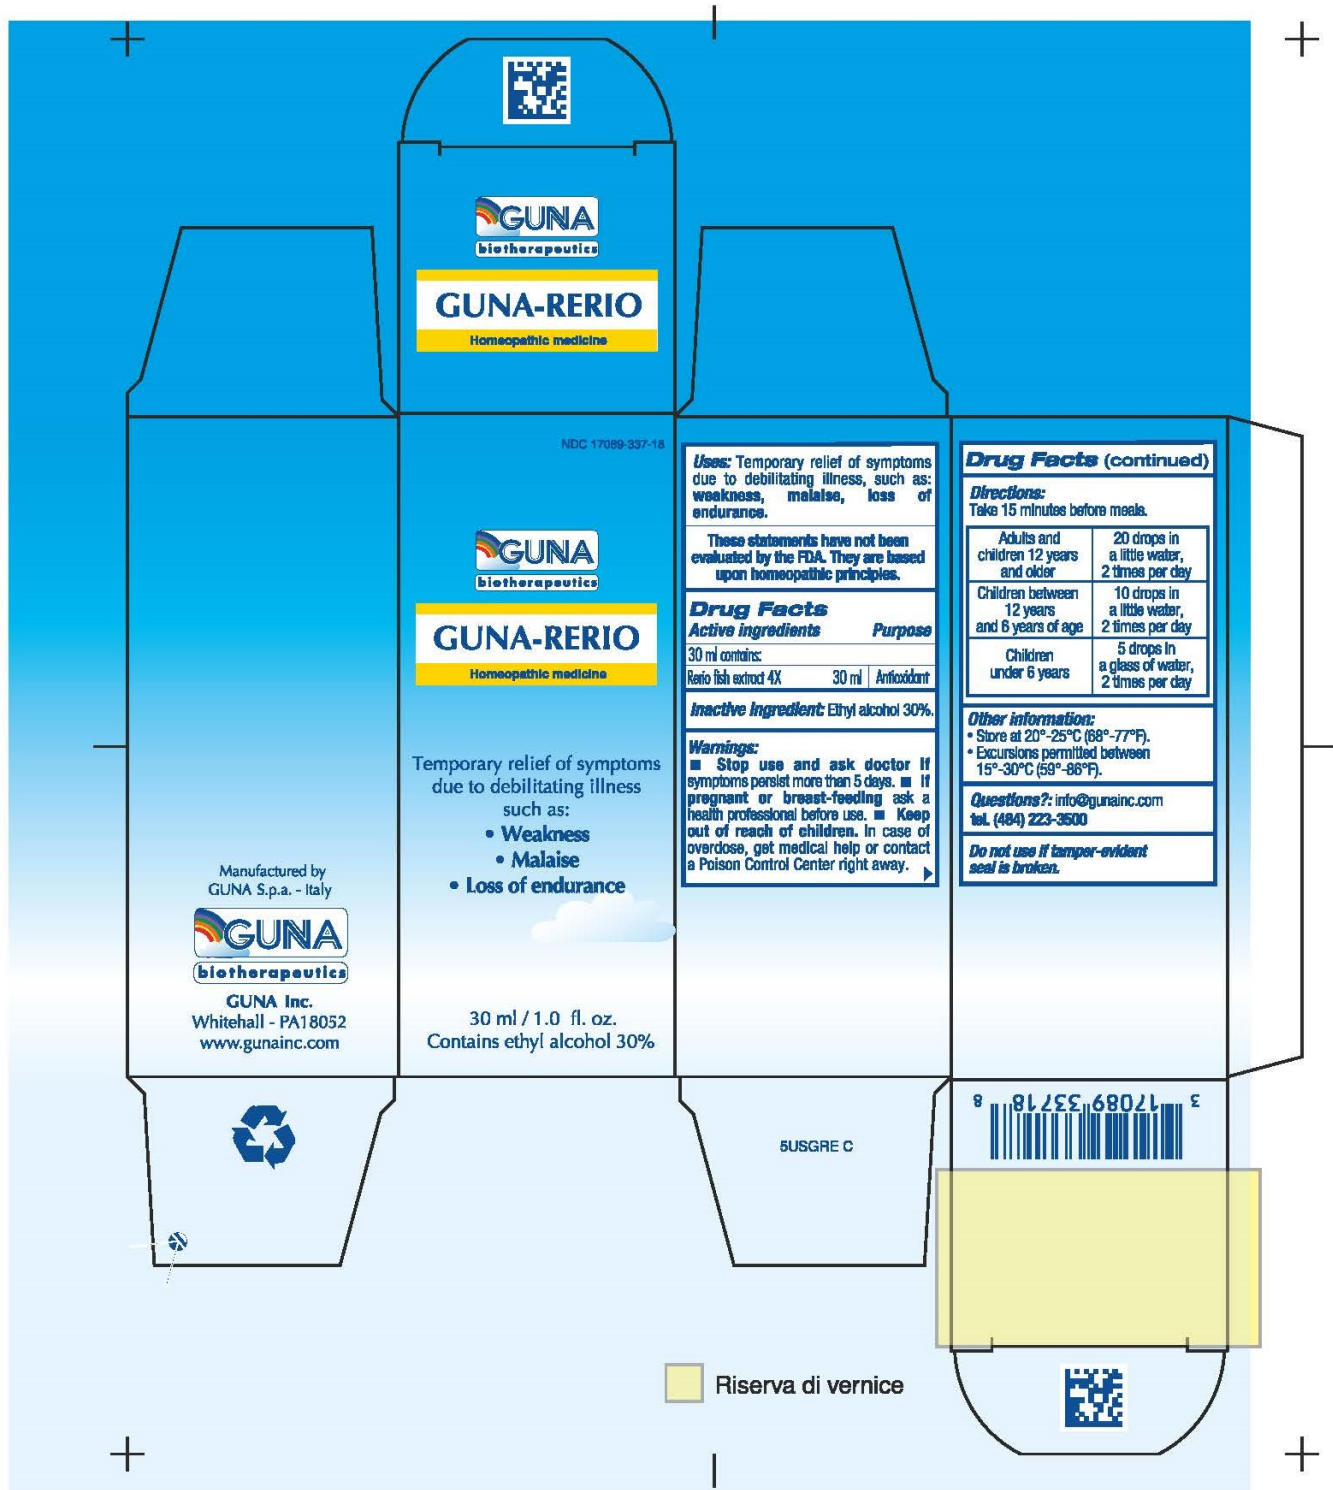 GUNA
biotherapeutics
GUNA-RERIO
Homeopathic medicine
Manufactured by
GUNA S.p.a. - Italy
GUNA
biotherapeutics
GUNA Inc.
Whitehall - PA18052
www.gunainc.com
NDC 17089-337-18
GUNA
biotherapeutics
GUNA-RERIO
Homeopathic medicine
Temporary relief of symptoms
due to debilitating illness
such as:
• Weakness
• Malaise
• Loss of endurance
30 ml / 1.0 fl. oz.
Contains ethyl alcohol 30%
Uses: Temporary relief of symptoms
due to debilitating illness, such as:
weakness, malaise, loss of
endurance.
These statements have not been
evaluated by the FDA. They are based
upon homeopathic principles.
Drug Facts
Active ingredients Purpose
30 ml contains:
Rerio fish extract 4X 30 ml Antioxidant
Inactive ingredient: Ethyl alcohol 30%.
Warnings:
■ Stop use and ask doctor if
symptoms persist more than 5 days. ■ If
pregnant or breast-feeding ask a
health professional before use. ■ Keep
out of reach of children. In case of
overdose, get medical help or contact
a Poison Control Center right away.
Drug Facts (continued)
Directions:
Take 15 minutes before meals.
Adults and
children 12 years
and older
20 drops in
a little water,
2 times per day
Children between
12 years
and 6 years of age
10 drops in
a little water,
2 times per day
Children
under 6 years
5 drops in
a glass of water,
2 times per day
Other information:
• Store at 20°-25°C (68°-77°F).
• Excursions permitted between
15°-30°C (59°-86°F).
Questions?: info@gunainc.com
tel. (484) 223-3500
Do not use if tamper-evident
seal is broken.
5USGRE C
3 17089 33718 8
Riserva di vernice